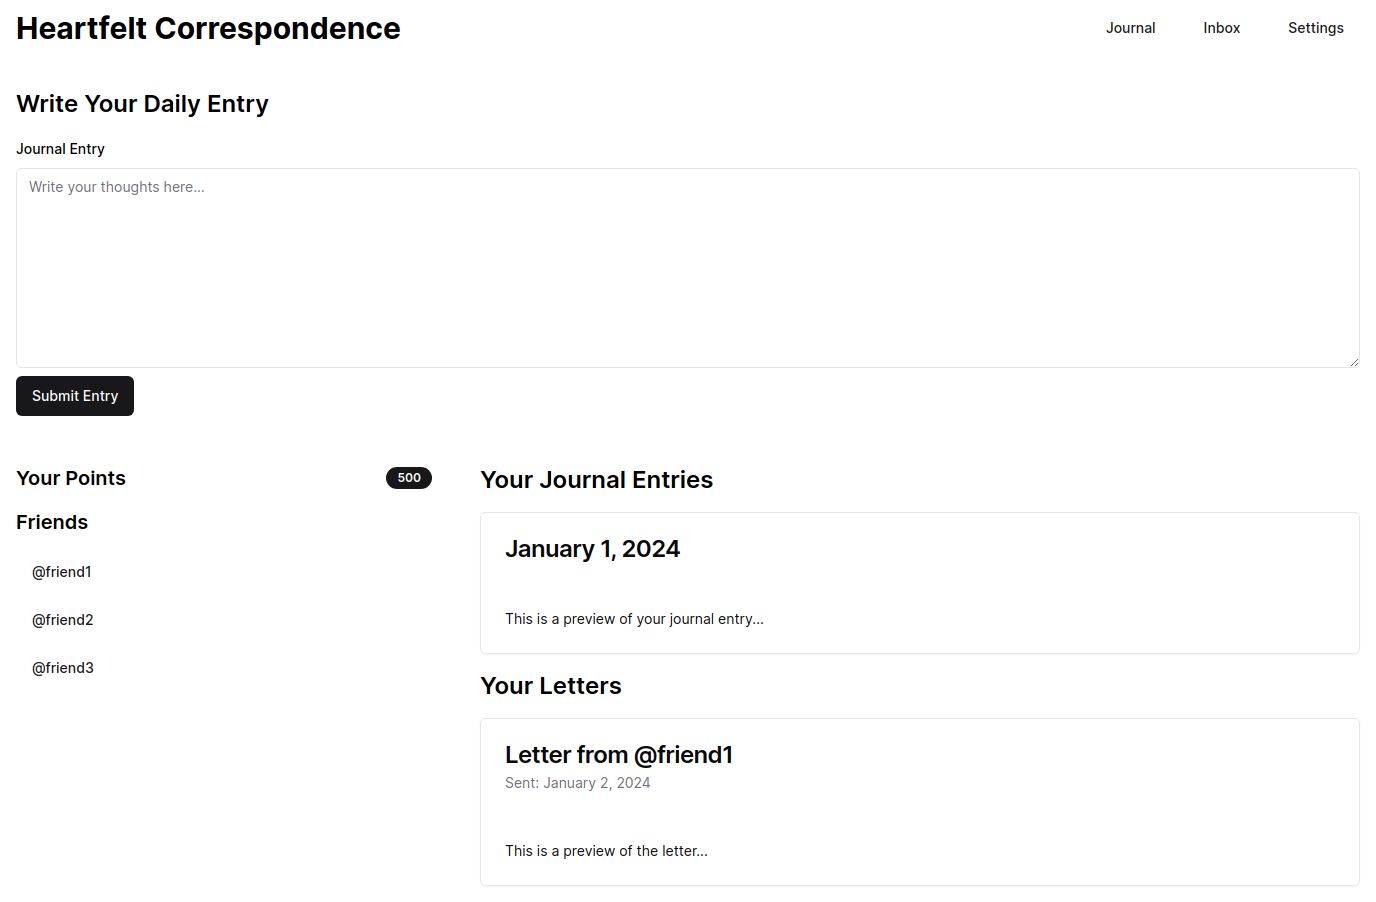 Heartfelt Correspondence
Journal
Inbox
Settings
Write Your Daily Entry
Journal Entry
Write your thoughts here...
Submit Entry
Your Points
500
Friends
@friend1
@friend2
@friend3
Your Journal Entries
January 1, 2024
This is a preview of your journal entry...
Your Letters
Letter from @friend1
Sent: January 2, 2024
This is a preview of the letter...